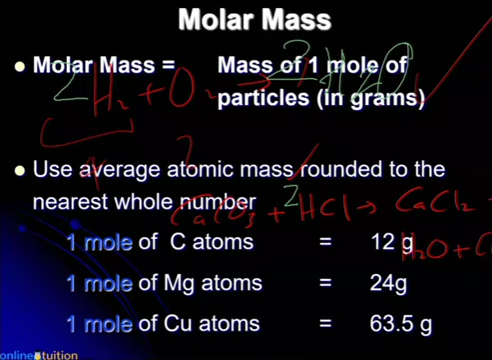 Molar Mass
Molar Mass = Mass of 1 mole of
particles (in grams)
2H₂ + O₂ → 2H2O
4
2
Use average atomic mass rounded to the
nearest whole number
CaCO₃ + 2HCl → CaCl₂ +
H₂O + C
1 mole of C atoms = 12 g
1 mole of Mg atoms = 24g
1 mole of Cu atoms = 63.5 g
onlinetuition